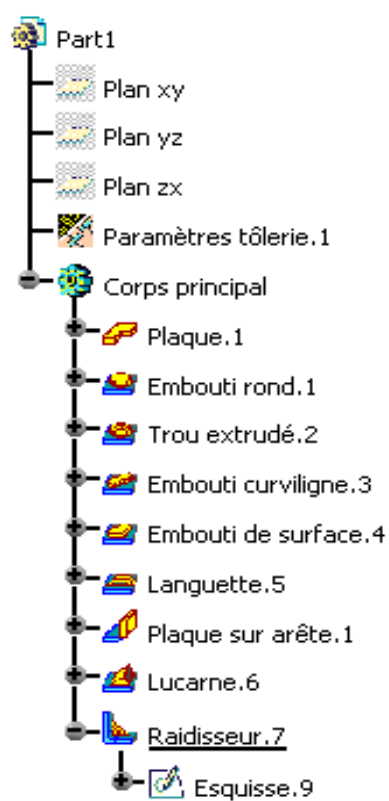 Part1
Plan xy
Plan yz
Plan zx
Paramètres tôlerie.1
Corps principal
Plaque.1
Embouti rond.1
Trou extrudé.2
Embouti curviligne.3
Embouti de surface.4
Languette.5
Plaque sur arête.1
Lucarne.6
Raidisseur.7
Esquisse.9